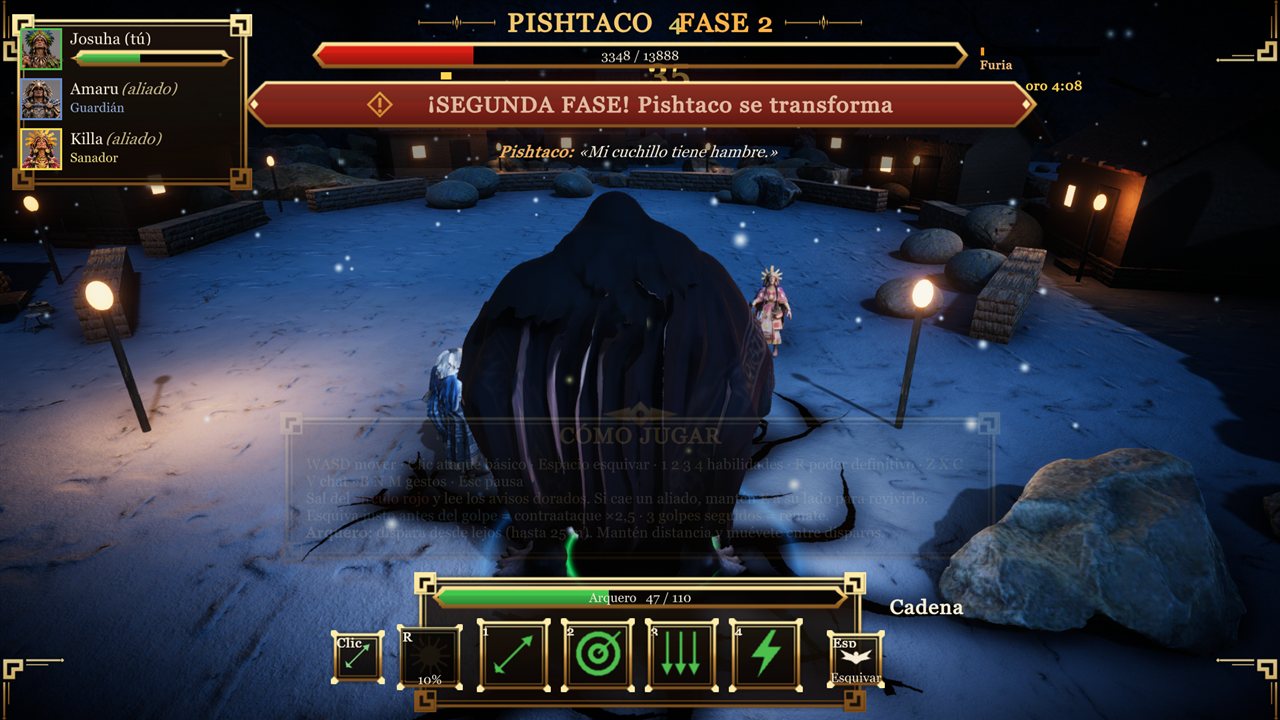 Josuha (tú)
Amaru (aliado)
Guardián
Killa (aliado)
Sanador
PISHTACO
FASE 2
3348 / 13888
Furia
oro 4:08
¡SEGUNDA FASE! Pishtaco se transforma
Pishtaco: «Mi cuchillo tiene hambre.»
CÓMO JUGAR
WASD mover · Clic ataque básico · Espacio esquivar · 1 2 3 4 habilidades · R poder definitivo · Z X C
V chat · B N M gestos · Esc pausa
Sal del círculo rojo y lee los avisos dorados. Si cae un aliado, mantén a su lado para revivirlo.
Esquiva justo antes del golpe = contraataque ×2,5 · 3 golpes seguidos = remate
Arquero: dispara desde lejos (hasta 25 m). Mantén distancia y muévete entre disparos.
Arquero 47 / 110
Cadena
Clic
R
10%
1
2
3
4
Esp
Esquivar